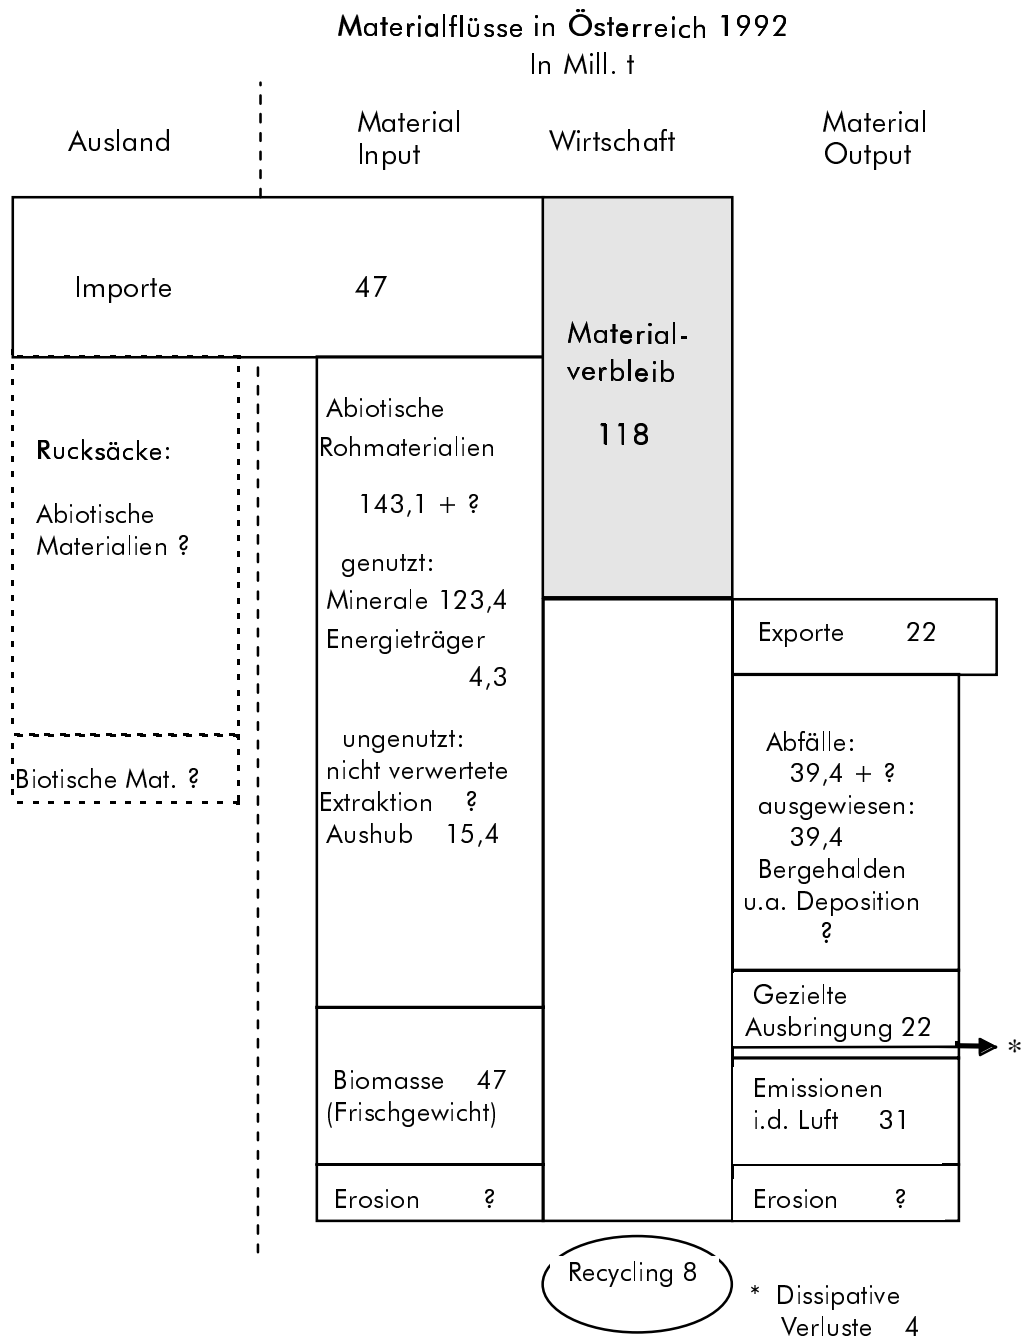 Materialflüsse in Österreich 1992
In Mill. t
Ausland
Material
Input
Wirtschaft
Material
Output
Importe 47
Material-
verbleib
118
Rucksäcke:
Abiotische
Materialien ?
Biotische Mat. ?
Abiotische
Rohmaterialien
143,1 + ?
genutzt:
Minerale 123,4
Energieträger
4,3
ungenutzt:
nicht verwertete
Extraktion ?
Aushub 15,4
Biomasse 47
(Frischgewicht)
Erosion ?
Exporte 22
Abfälle:
39,4 + ?
ausgewiesen:
39,4
Bergehalden
u.a. Deposition
?
Gezielte
Ausbringung 22
*
Emissionen
i.d. Luft 31
Erosion ?
Recycling 8
* Dissipative
Verluste 4